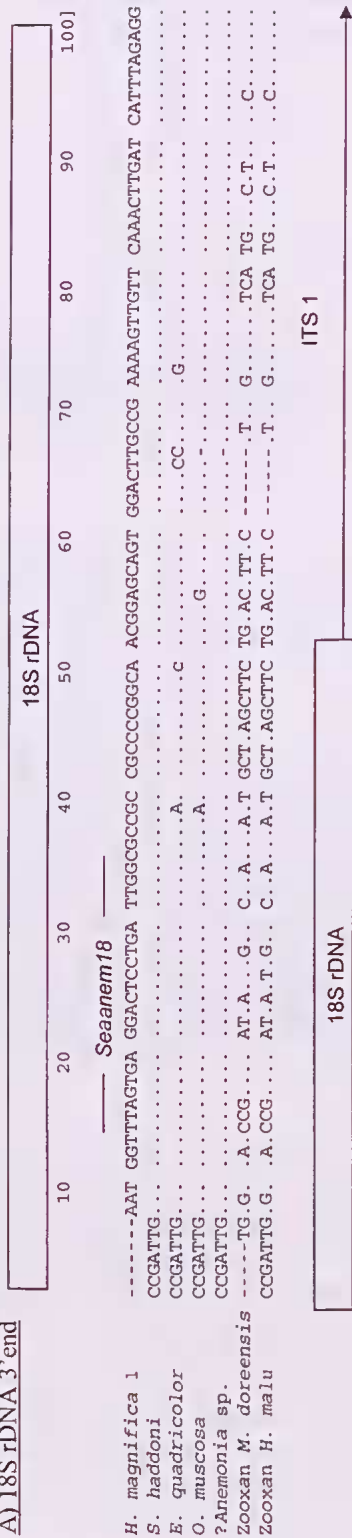 A) 18S rDNA 3'end
18S rDNA
10 20 30 40 50 60 70 80 90 100]
Seaanem18
H. magnifica 1 -------AAT GGTTTAGTGA GGACTCCTGA TTGGCGCCGC CGCCCCGGCA ACGGAGCAGT GGACTTGCCG AAAAGTTGTT CAAACTTGAT CATTTAGAGG
S. haddoni CCGATTG... .......... .......... .......... .......... .......... .......... .......... .......... ..........
E. quadricolor CCGATTG... .......... .......... .........A .........c .......... .....CC... ..G....... .......... ..........
O. muscosa CCGATTG... .......... .......... .........A .......... ....G..... ......-... .......... .......... ..........
?Anemonia sp. CCGATTG... .......... .......... .......... .......... .......... ......-... .......... .......... ..........
Zooxan M. doreensis -----TG.G. .A.CCG.... AT.A...G.. C..A...A.T GCT.AGCTTC TG.AC.TT.C ------.T.. G......TCA TG...C.T.. ..C.......
Zooxan H. malu CCGATTG.G. .A.CCG.... AT.A.T.G.. C..A...A.T GCT.AGCTTC TG.AC.TT.C ------.T.. G......TCA TG...C.T.. ..C.......
18S rDNA
ITS 1